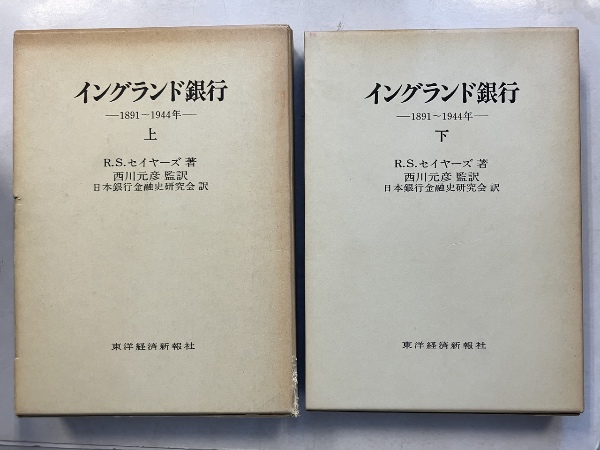 イングランド銀行
―1891～1944年―
上
R.S.セイヤーズ 著
西川元彦 監訳
日本銀行金融史研究会 訳
東洋経済新報社
イングランド銀行
―1891～1944年―
下
R.S.セイヤーズ 著
西川元彦 監訳
日本銀行金融史研究会 訳
東洋経済新報社